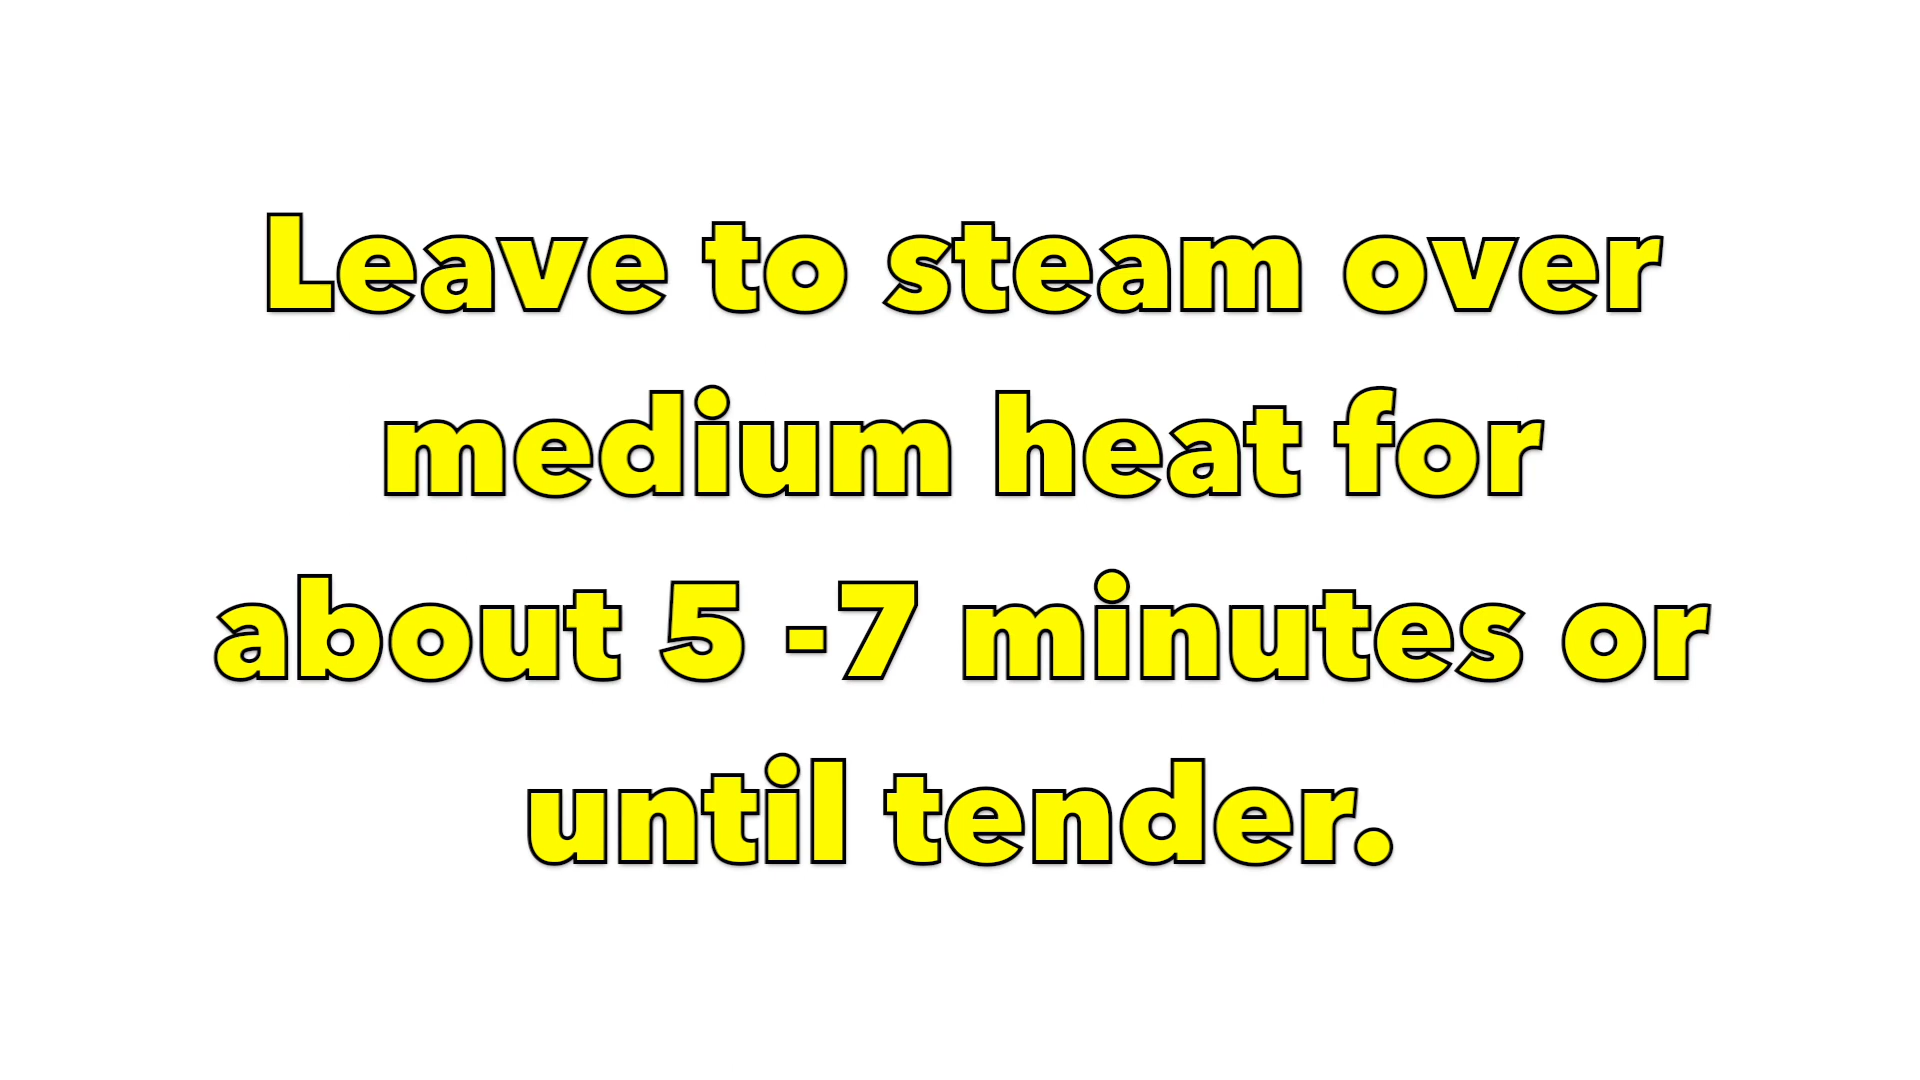 Leave to steam over
medium heat for
about 5 -7 minutes or
until tender.